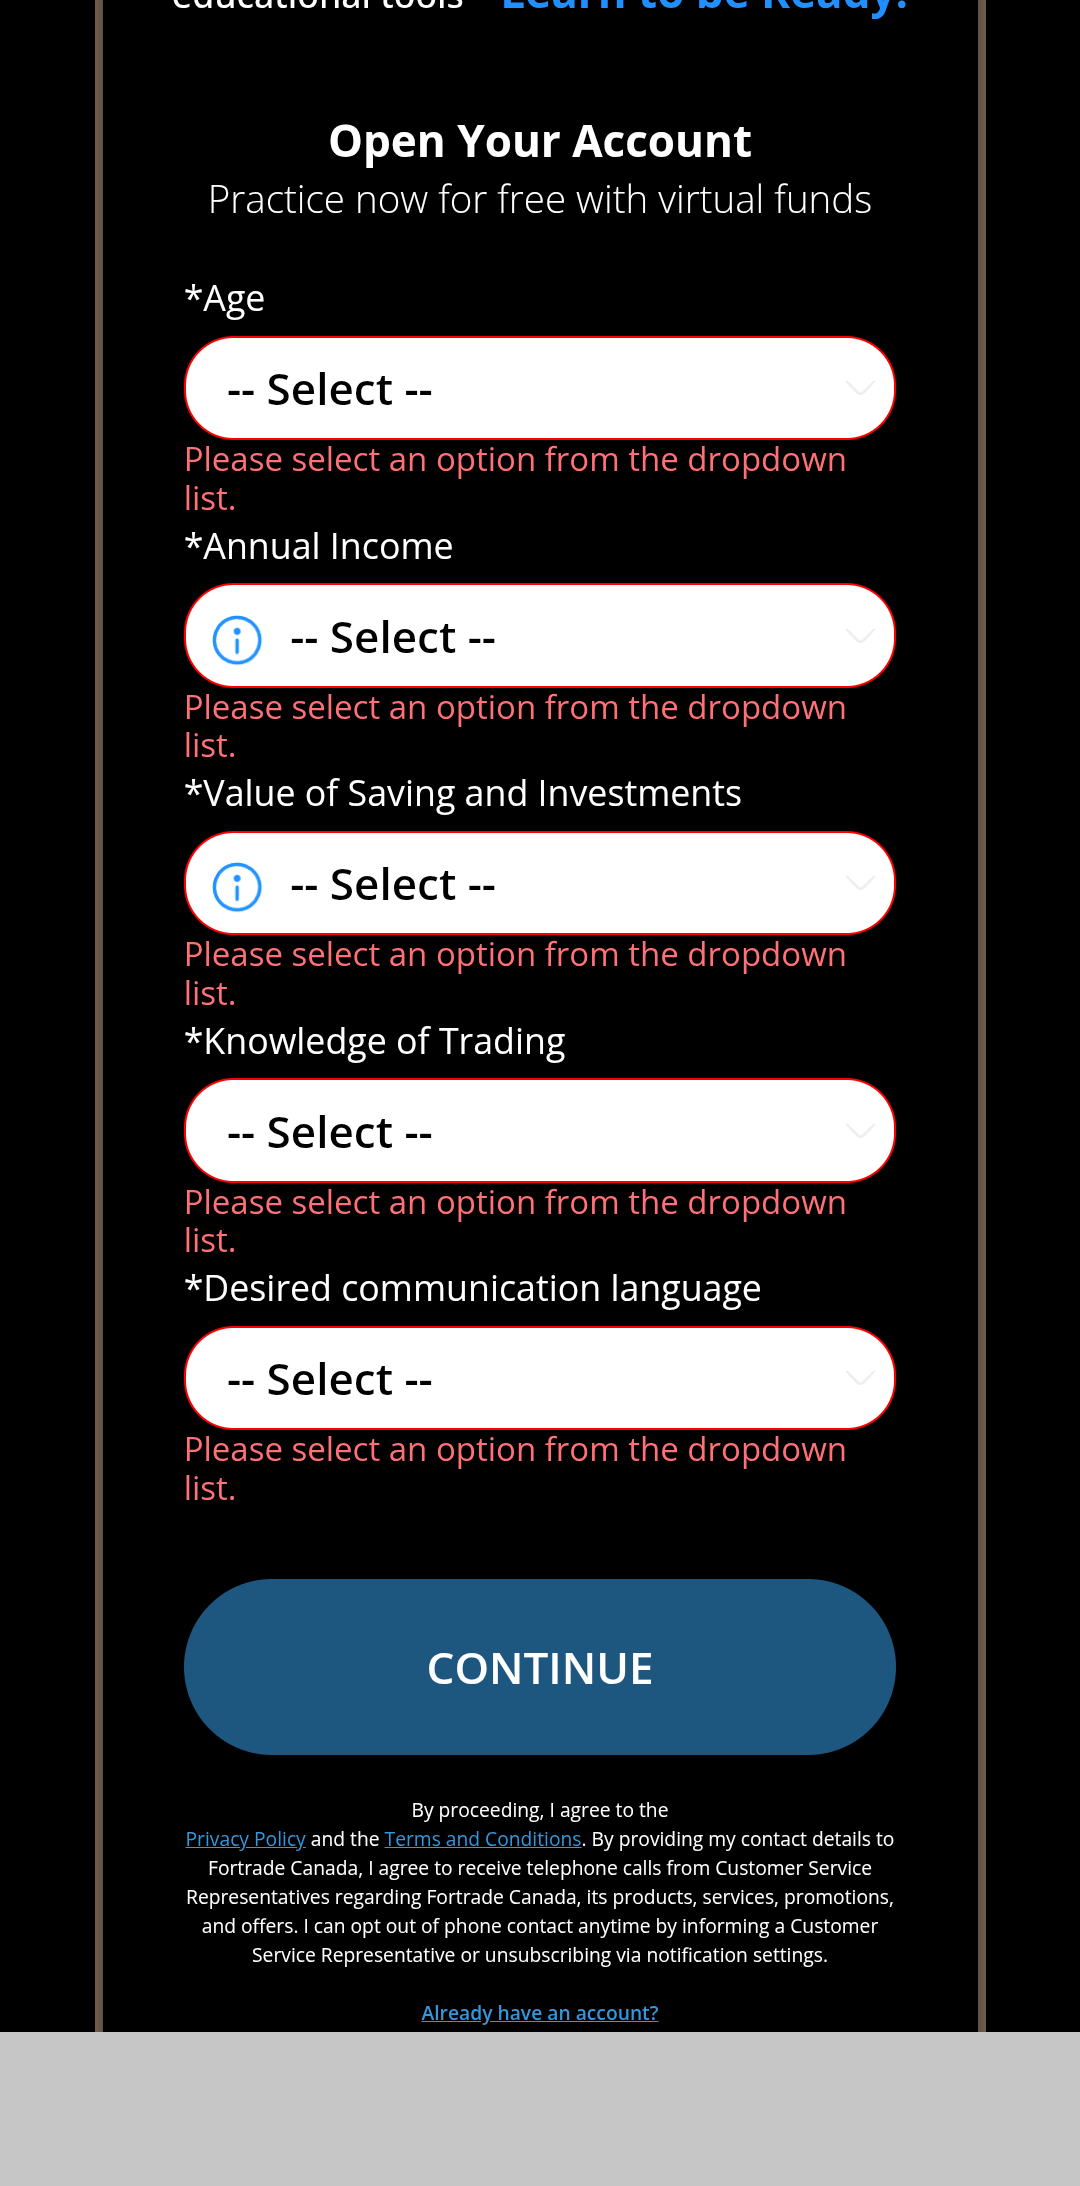 educational tools - Learn to be Ready!
Open Your Account
Practice now for free with virtual funds
*Age
-- Select --
Please select an option from the dropdown
list.
*Annual Income
-- Select --
Please select an option from the dropdown
list.
*Value of Saving and Investments
-- Select --
Please select an option from the dropdown
list.
*Knowledge of Trading
-- Select --
Please select an option from the dropdown
list.
*Desired communication language
-- Select --
Please select an option from the dropdown
list.
CONTINUE
By proceeding, I agree to the
Privacy Policy and the Terms and Conditions. By providing my contact details to
Fortrade Canada, I agree to receive telephone calls from Customer Service
Representatives regarding Fortrade Canada, its products, services, promotions,
and offers. I can opt out of phone contact anytime by informing a Customer
Service Representative or unsubscribing via notification settings.
Already have an account?